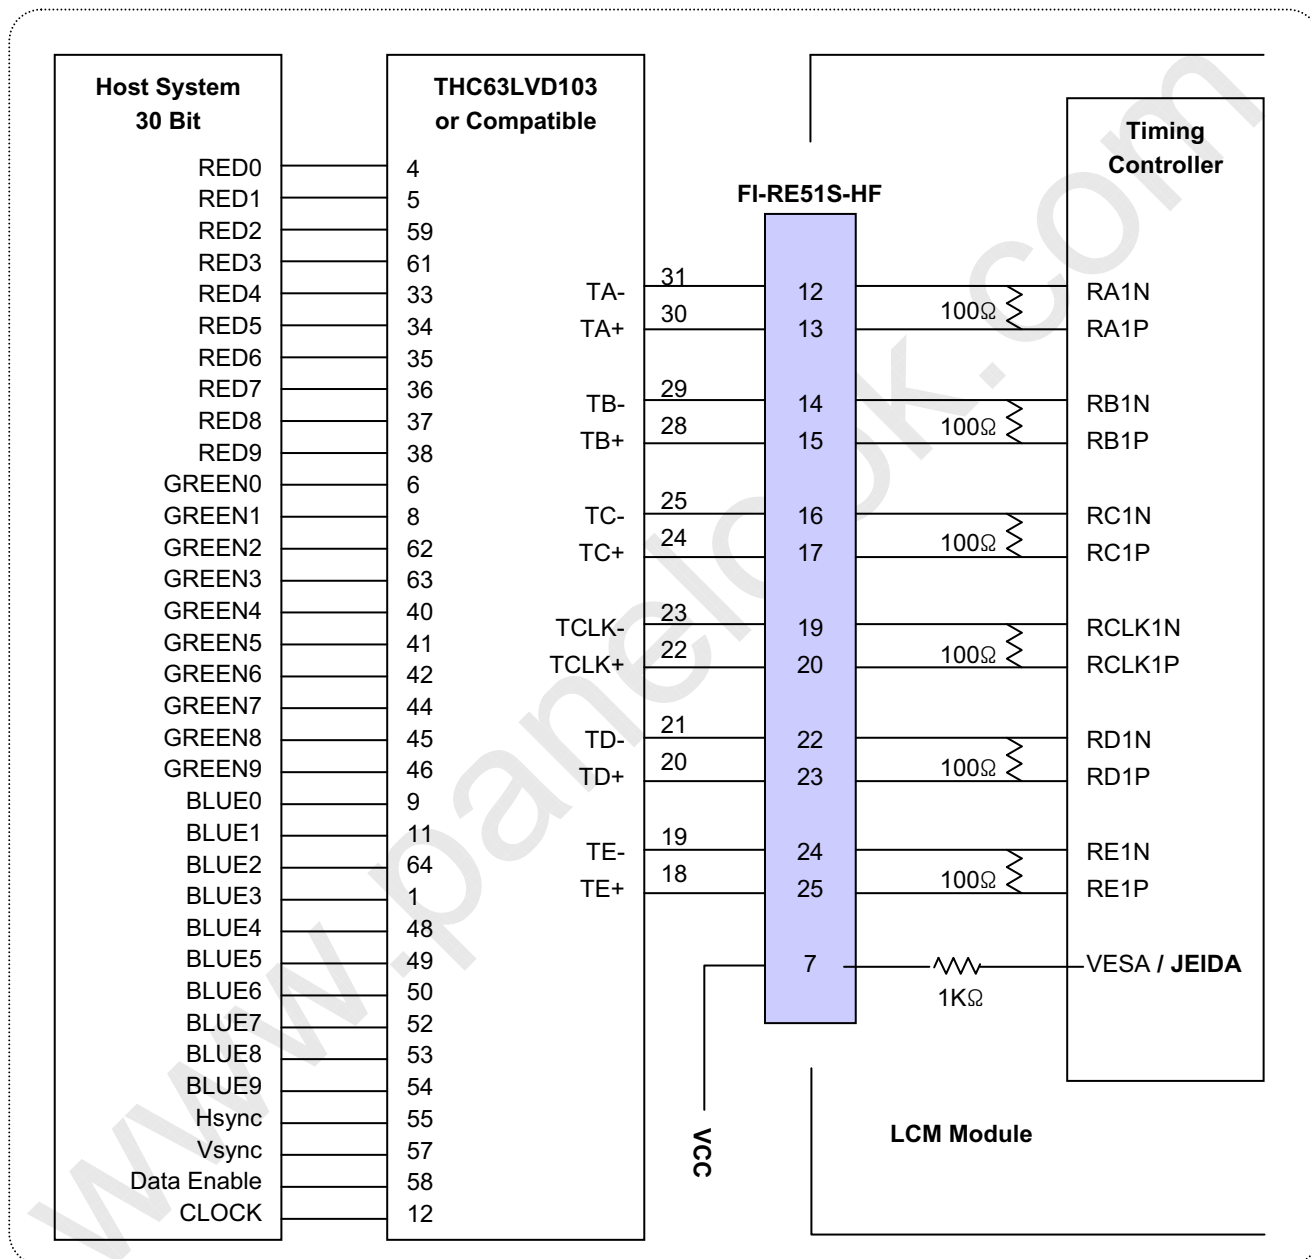 Host System
30 Bit
THC63LVD103
or Compatible
Timing
Controller
FI-RE51S-HF
RED0 4
RED1 5
RED2 59
RED3 61
RED4 33
RED5 34
RED6 35
RED7 36
RED8 37
RED9 38
GREEN0 6
GREEN1 8
GREEN2 62
GREEN3 63
GREEN4 40
GREEN5 41
GREEN6 42
GREEN7 44
GREEN8 45
GREEN9 46
BLUE0 9
BLUE1 11
BLUE2 64
BLUE3 1
BLUE4 48
BLUE5 49
BLUE6 50
BLUE7 52
BLUE8 53
BLUE9 54
Hsync 55
Vsync 57
Data Enable 58
CLOCK 12
TA- 31 12 RA1N
100Ω
TA+ 30 13 RA1P
TB- 29 14 RB1N
100Ω
TB+ 28 15 RB1P
TC- 25 16 RC1N
100Ω
TC+ 24 17 RC1P
TCLK- 23 19 RCLK1N
100Ω
TCLK+ 22 20 RCLK1P
TD- 21 22 RD1N
100Ω
TD+ 20 23 RD1P
TE- 19 24 RE1N
100Ω
TE+ 18 25 RE1P
7 VESA / JEIDA
1KΩ
VCC
LCM Module
www.panelook.com